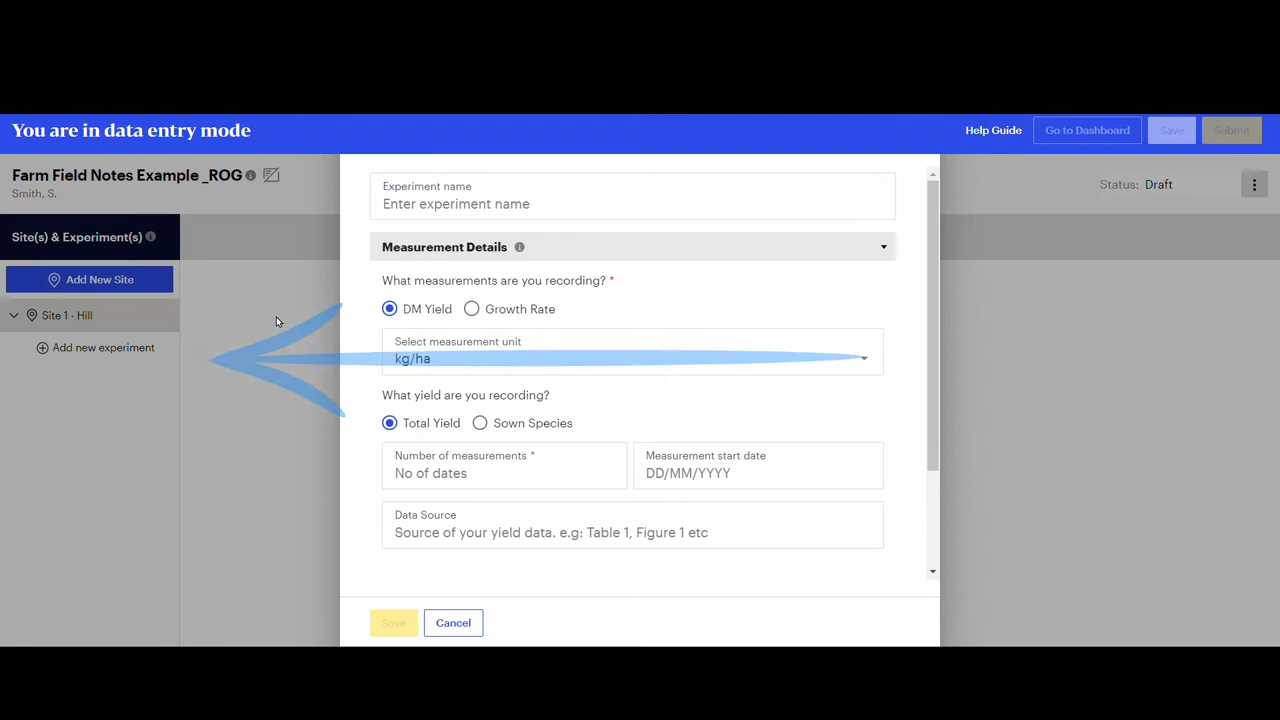 You are in data entry mode
Help Guide
Go to Dashboard
Save
Submit
Farm Field Notes Example _ROG
Smith, S.
Status: Draft
Site(s) & Experiment(s)
Add New Site
Site 1 - Hill
Add new experiment
Experiment name
Enter experiment name
Measurement Details
What measurements are you recording? *
DM Yield
Growth Rate
Select measurement unit
kg/ha
What yield are you recording?
Total Yield
Sown Species
Number of measurements *
No of dates
Measurement start date
DD/MM/YYYY
Data Source
Source of your yield data. e.g: Table 1, Figure 1 etc
Save
Cancel